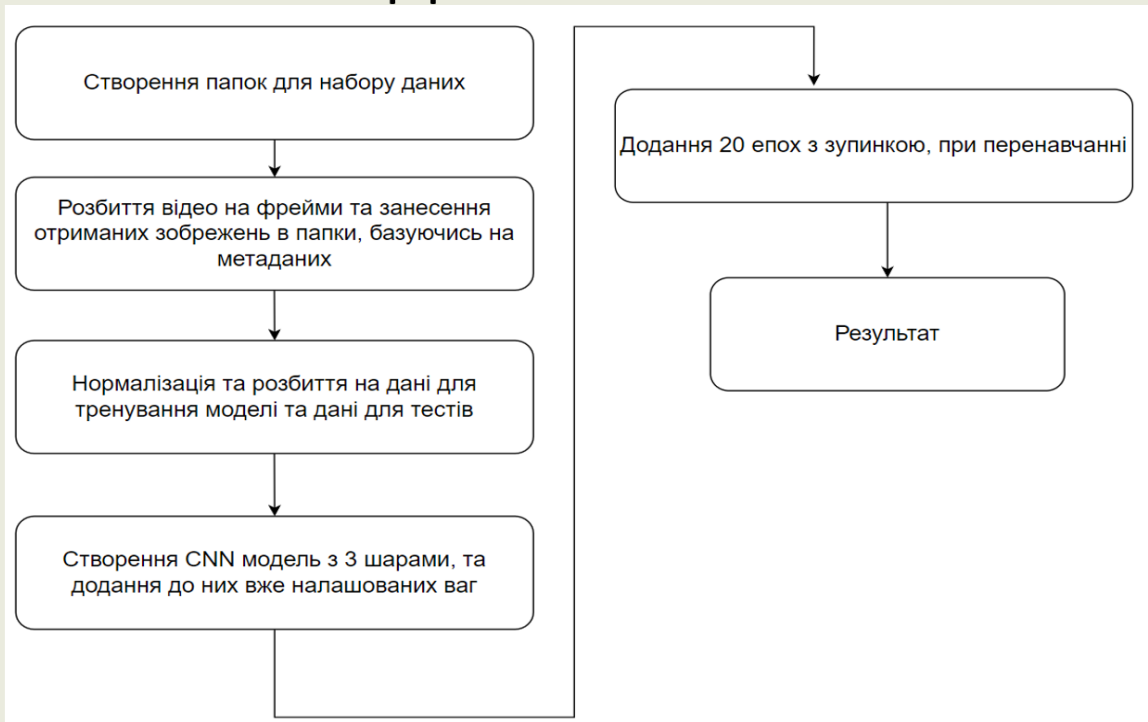 Створення папок для набору даних
Розбиття відео на фрейми та занесення
отриманих зобрежень в папки, базуючись на
метаданих
Нормалізація та розбиття на дані для
тренування моделі та дані для тестів
Створення CNN модель з 3 шарами, та
додання до них вже налашованих ваг
Додання 20 епох з зупинкою, при перенавчанні
Результат